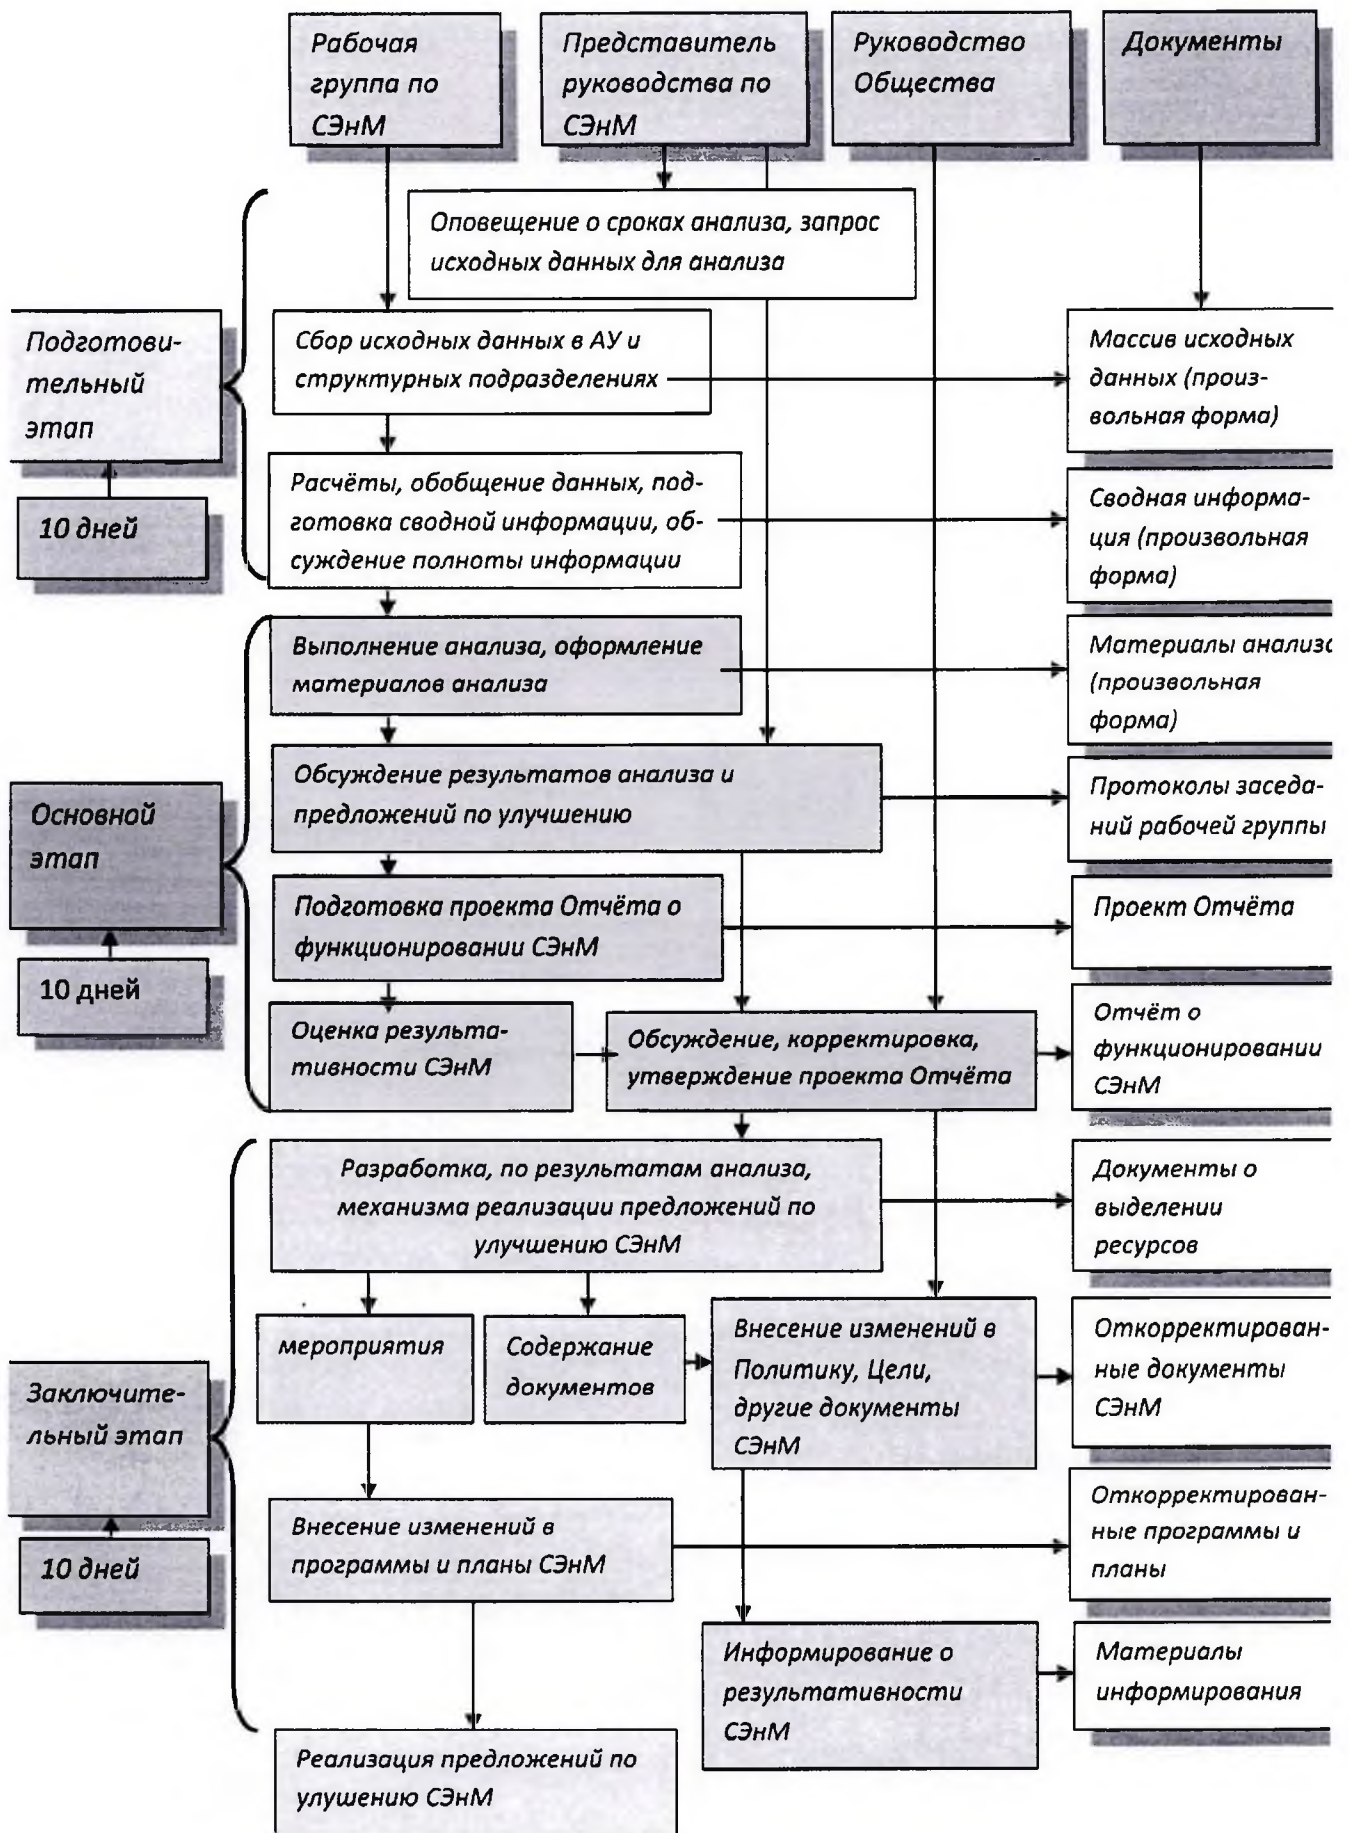 Рабочая
группа по
СЭнМ
Представитель
руководства по
СЭнМ
Руководство
Общества
Документы
Оповещение о сроках анализа, запрос
исходных данных для анализа
Подготови-
тельный
этап
10 дней
Сбор исходных данных в АУ и
структурных подразделениях
Массив исходных
данных (произ-
вольная форма)
Расчёты, обобщение данных, под-
готовка сводной информации, об-
суждение полноты информации
Сводная информа-
ция (произвольная
форма)
Выполнение анализа, оформление
материалов анализа
Материалы анализа
(произвольная
форма)
Основной
этап
10 дней
Обсуждение результатов анализа и
предложений по улучшению
Протоколы заседа-
ний рабочей группы
Подготовка проекта Отчёта о
функционировании СЭнМ
Проект Отчёта
Оценка результа-
тивности СЭнМ
Обсуждение, корректировка,
утверждение проекта Отчёта
Отчёт о
функционировании
СЭнМ
Разработка, по результатам анализа,
механизма реализации предложений по
улучшению СЭнМ
Документы о
выделении
ресурсов
Заключите-
льный этап
10 дней
мероприятия
Содержание
документов
Внесение изменений в
Политику, Цели,
другие документы
СЭнМ
Откорректирован-
ные документы
СЭнМ
Внесение изменений в
программы и планы СЭнМ
Откорректирован-
ные программы и
планы
Информирование о
результативности
СЭнМ
Материалы
информирования
Реализация предложений по
улушению СЭнМ